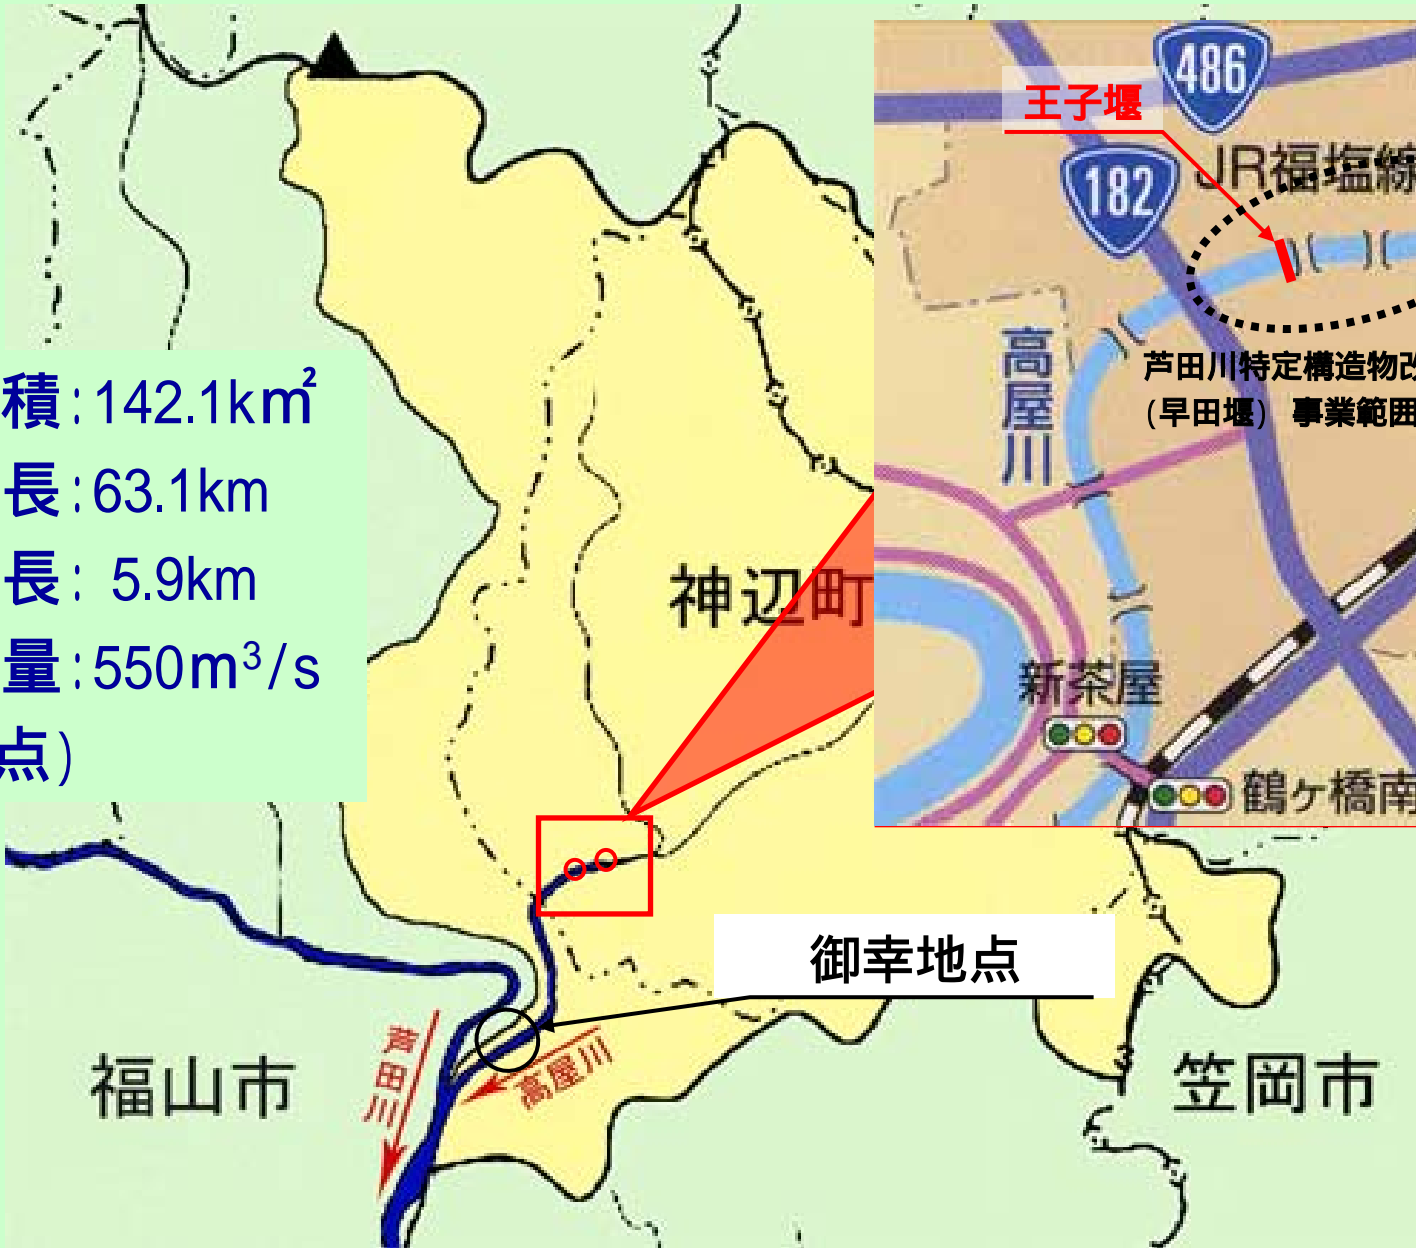 積:142.1km²
長:63.1km
長: 5.9km
量:550m³/s
点)
神辺町
福山市
笠岡市
御幸地点
芦田川
高屋川
486
王子堰
182
JR福塩線
高屋川
芦田川特定構造物改
(早田堰) 事業範囲
新茶屋
鶴ヶ橋南